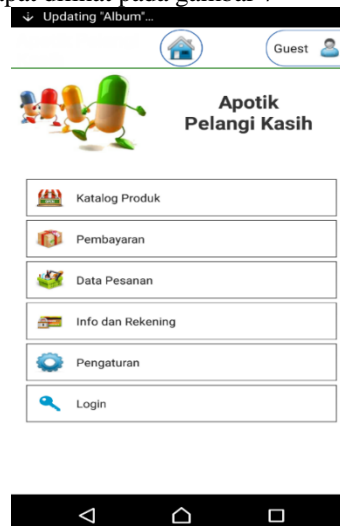 ↓ Updating "Album"...
Guest
Apotik
Pelangi Kasih
Katalog Produk
Pembayaran
Data Pesanan
Info dan Rekening
Pengaturan
Login